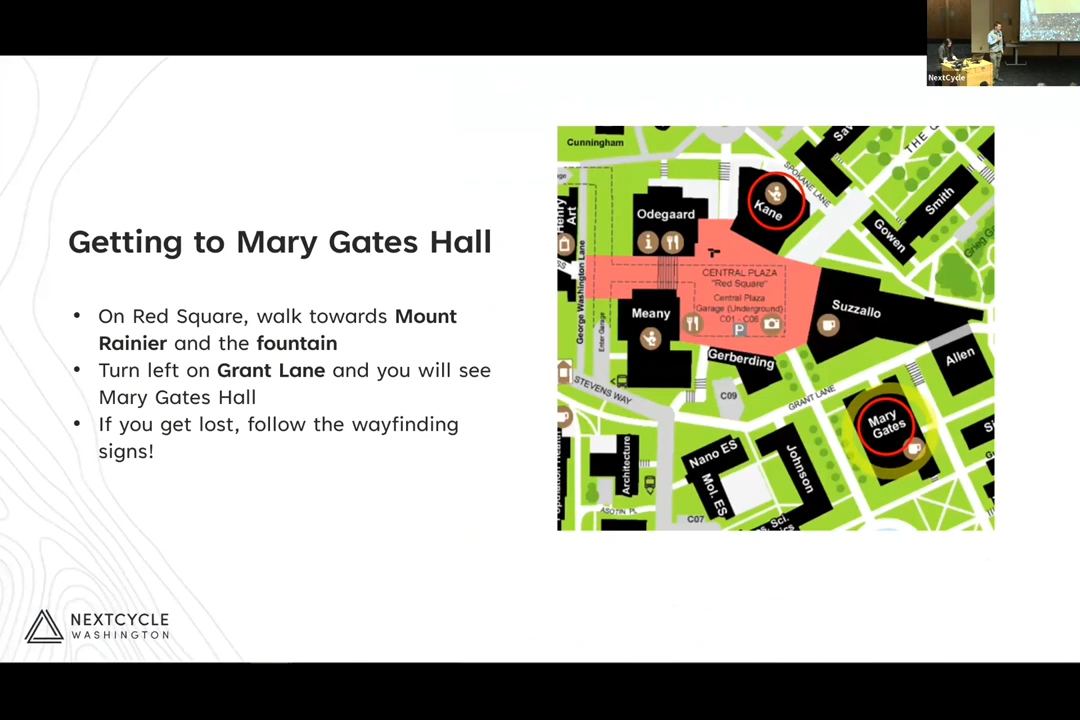 NextCycle
Getting to Mary Gates Hall
• On Red Square, walk towards Mount
Rainier and the fountain
• Turn left on Grant Lane and you will see
Mary Gates Hall
• If you get lost, follow the wayfinding
signs!
NEXTCYCLE
WASHINGTON
Cunningham
SPOKANE LANE
Smith
Henry
Art
Odegaard
Kane
Gowen
George Washington Lane
CENTRAL PLAZA
"Red Square"
Central Plaza
Garage (Underground)
C01 - C06
P
Enter Garage
Meany
Suzzallo
Gerberding
Allen
STEVENS WAY
C09
GRANT LANE
Mary
Gates
Architecture
Nano ES
Mol. ES
Johnson
ASOTIN PL
C07